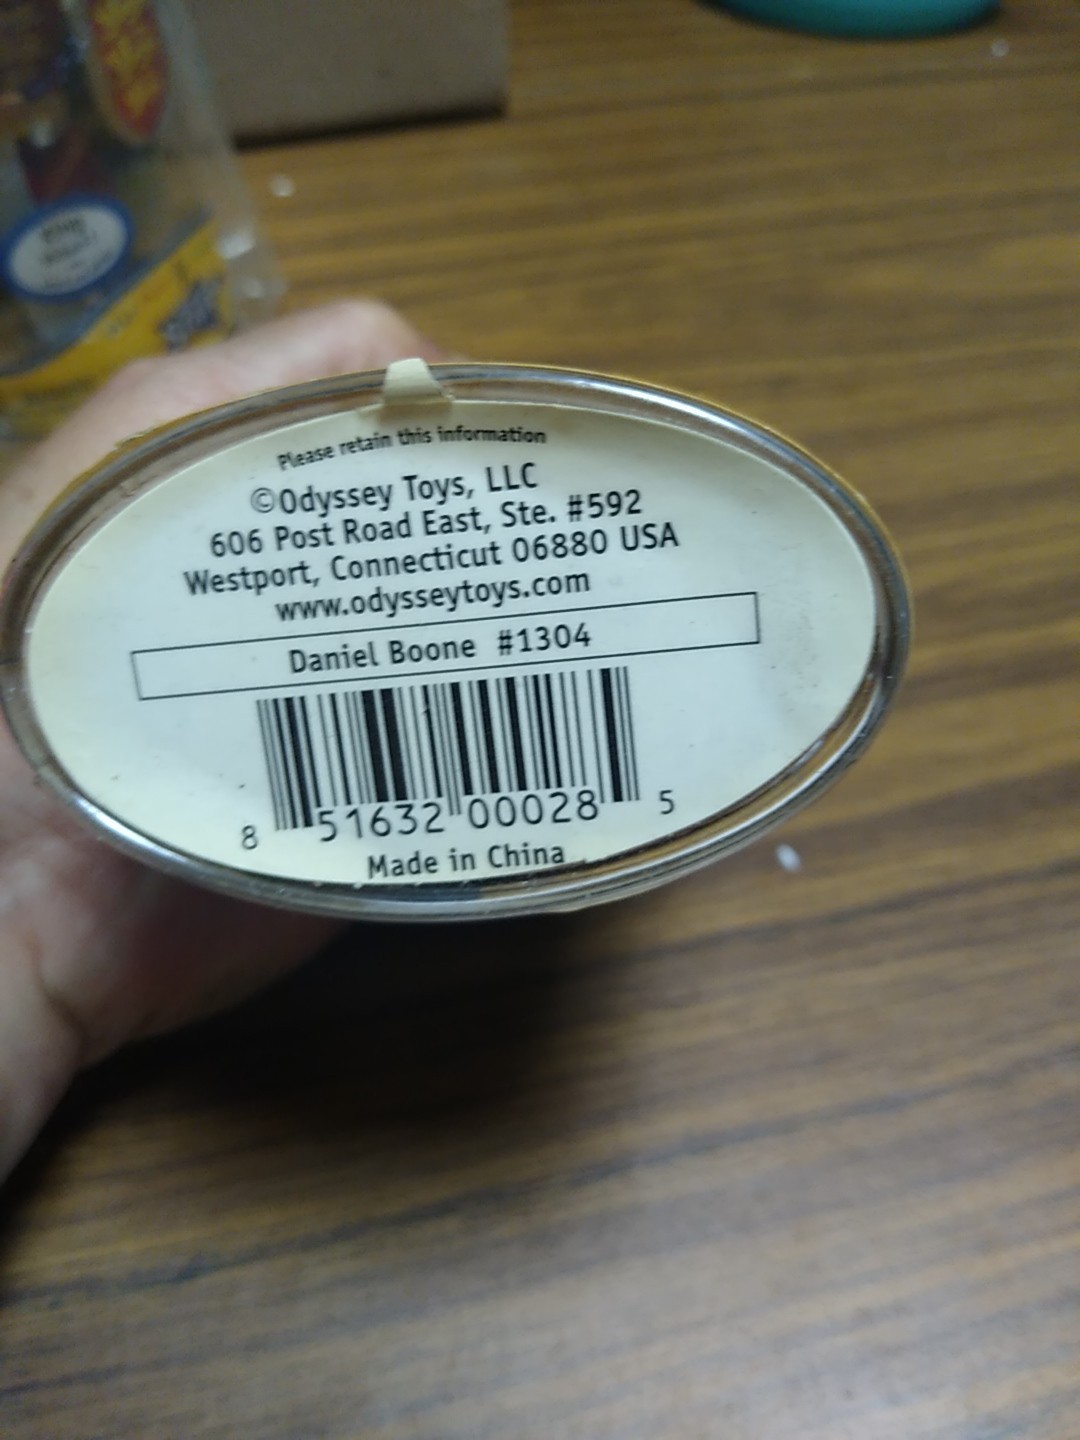 Please retain this information
©Odyssey Toys, LLC
606 Post Road East, Ste. #592
Westport, Connecticut 06880 USA
www.odysseytoys.com
Daniel Boone #1304
8 51632 00028 5
Made in China